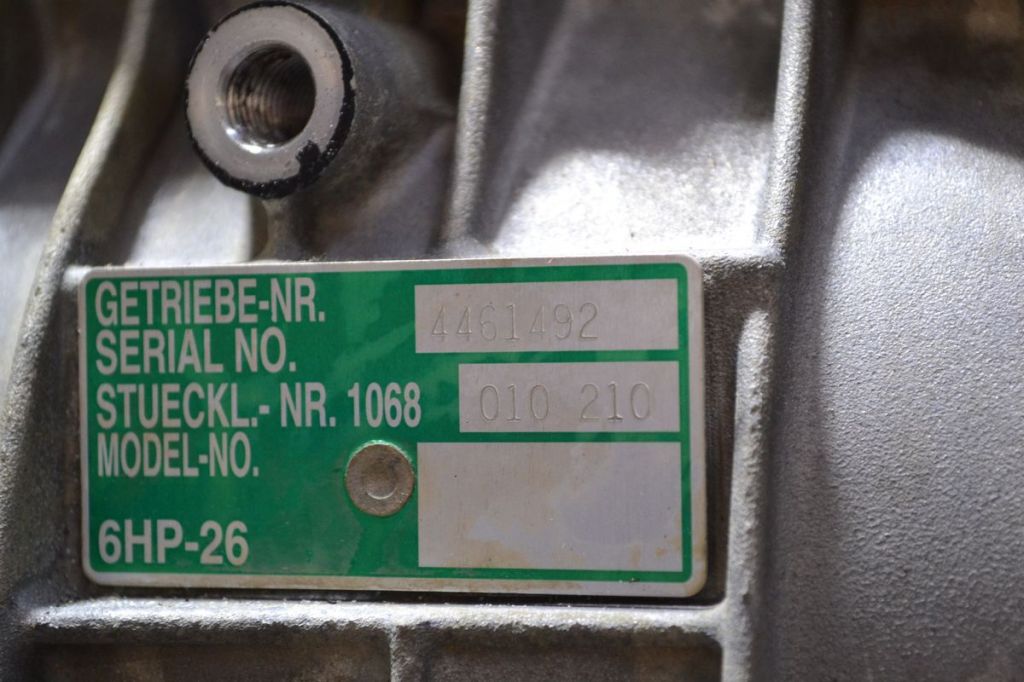 GETRIEBE-NR.
SERIAL NO. 4461492
STUECKL.- NR. 1068 010 210
MODEL-NO.
6HP-26